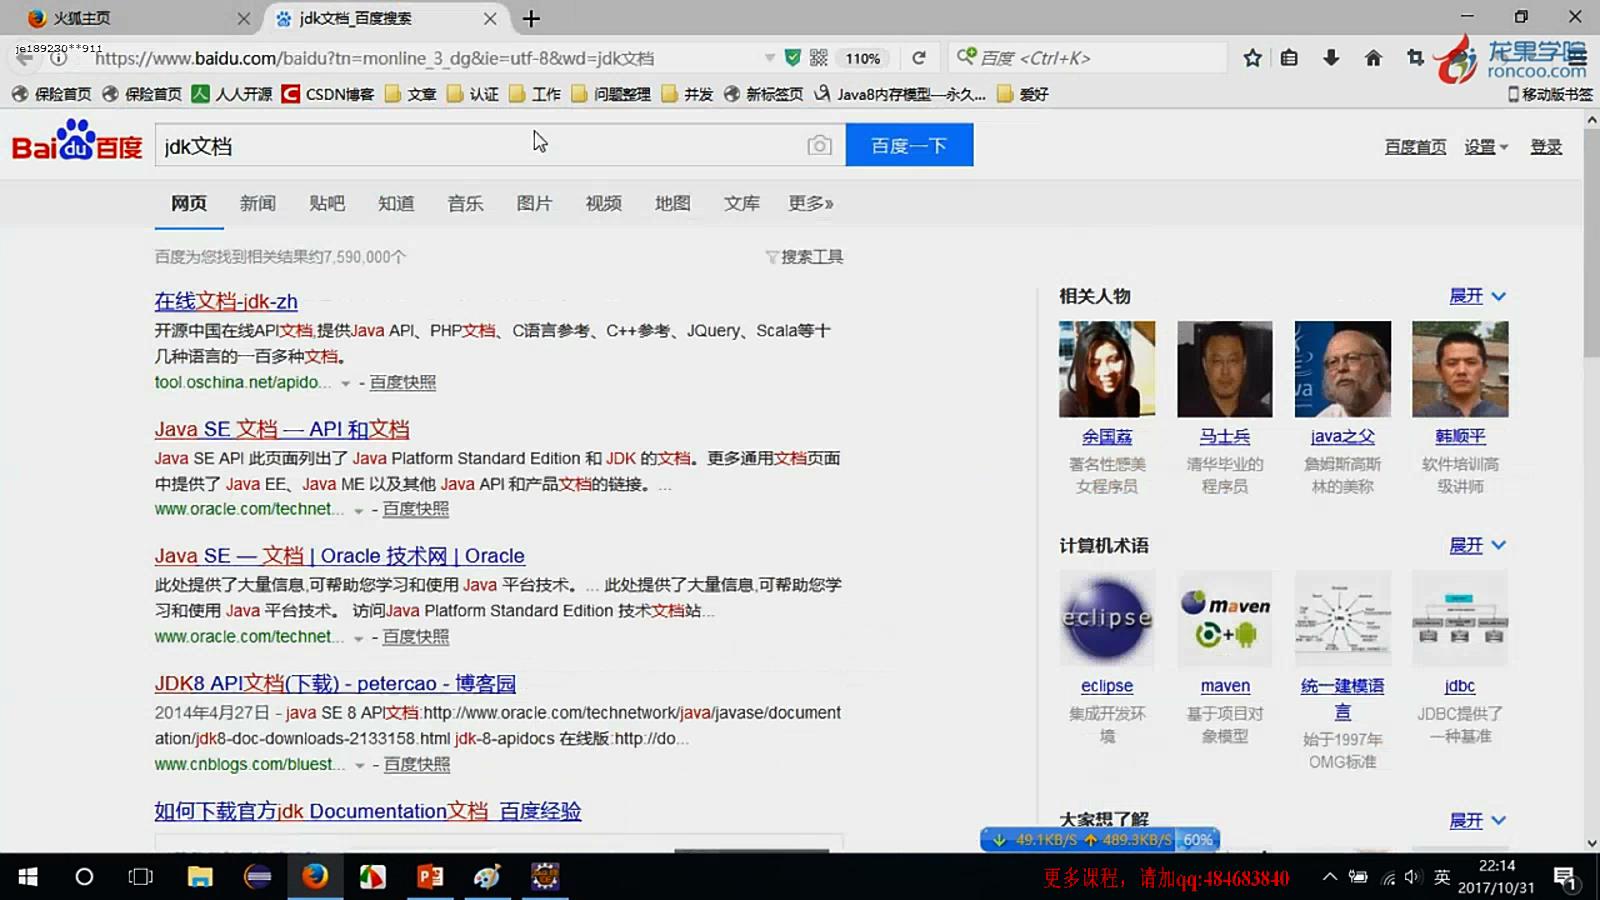 火狐主页
jdk文档_百度搜索
je189230**911
https://www.baidu.com/baidu?tn=monline_3_dg&ie=utf-8&wd=jdk文档
110%
百度 <Ctrl+K>
龙果学院
roncoo.com
保险首页
保险首页
人人开源
CSDN博客
文章
认证
工作
问题整理
并发
新标签页
Java8内存模型—永久...
爱好
移动版书签
Bai du 百度
jdk文档
百度一下
百度首页
设置
登录
网页
新闻
贴吧
知道
音乐
图片
视频
地图
文库
更多»
百度为您找到相关结果约7,590,000个
搜索工具
在线文档-jdk-zh
开源中国在线API文档,提供Java API、PHP文档、C语言参考、C++参考、JQuery、Scala等十
几种语言的一百多种文档。
tool.oschina.net/apido... - 百度快照
Java SE 文档 — API 和文档
Java SE API 此页面列出了 Java Platform Standard Edition 和 JDK 的文档。更多通用文档页面
中提供了 Java EE、Java ME 以及其他 Java API 和产品文档的链接。...
www.oracle.com/technet... - 百度快照
Java SE — 文档 | Oracle 技术网 | Oracle
此处提供了大量信息,可帮助您学习和使用 Java 平台技术。... 此处提供了大量信息,可帮助您学
习和使用 Java 平台技术。 访问Java Platform Standard Edition 技术文档站...
www.oracle.com/technet... - 百度快照
JDK8 API文档(下载) - petercao - 博客园
2014年4月27日 - java SE 8 API文档:http://www.oracle.com/technetwork/java/javase/document
ation/jdk8-doc-downloads-2133158.html jdk-8-apidocs 在线版:http://do...
www.cnblogs.com/bluest... - 百度快照
如何下载官方jdk Documentation文档_百度经验
相关人物
展开
余国荔
著名性感美
女程序员
马士兵
清华毕业的
程序员
java之父
詹姆斯高斯
林的美称
韩顺平
软件培训高
级讲师
计算机术语
展开
eclipse
maven
eclipse
集成开发环
境
maven
基于项目对
象模型
统一建模语
言
始于1997年
OMG标准
jdbc
JDBC提供了
一种基准
大家想了解
展开
49.1KB/S 489.3KB/S 60%
更多课程，请加qq:484683840
英
22:14
2017/10/31
1